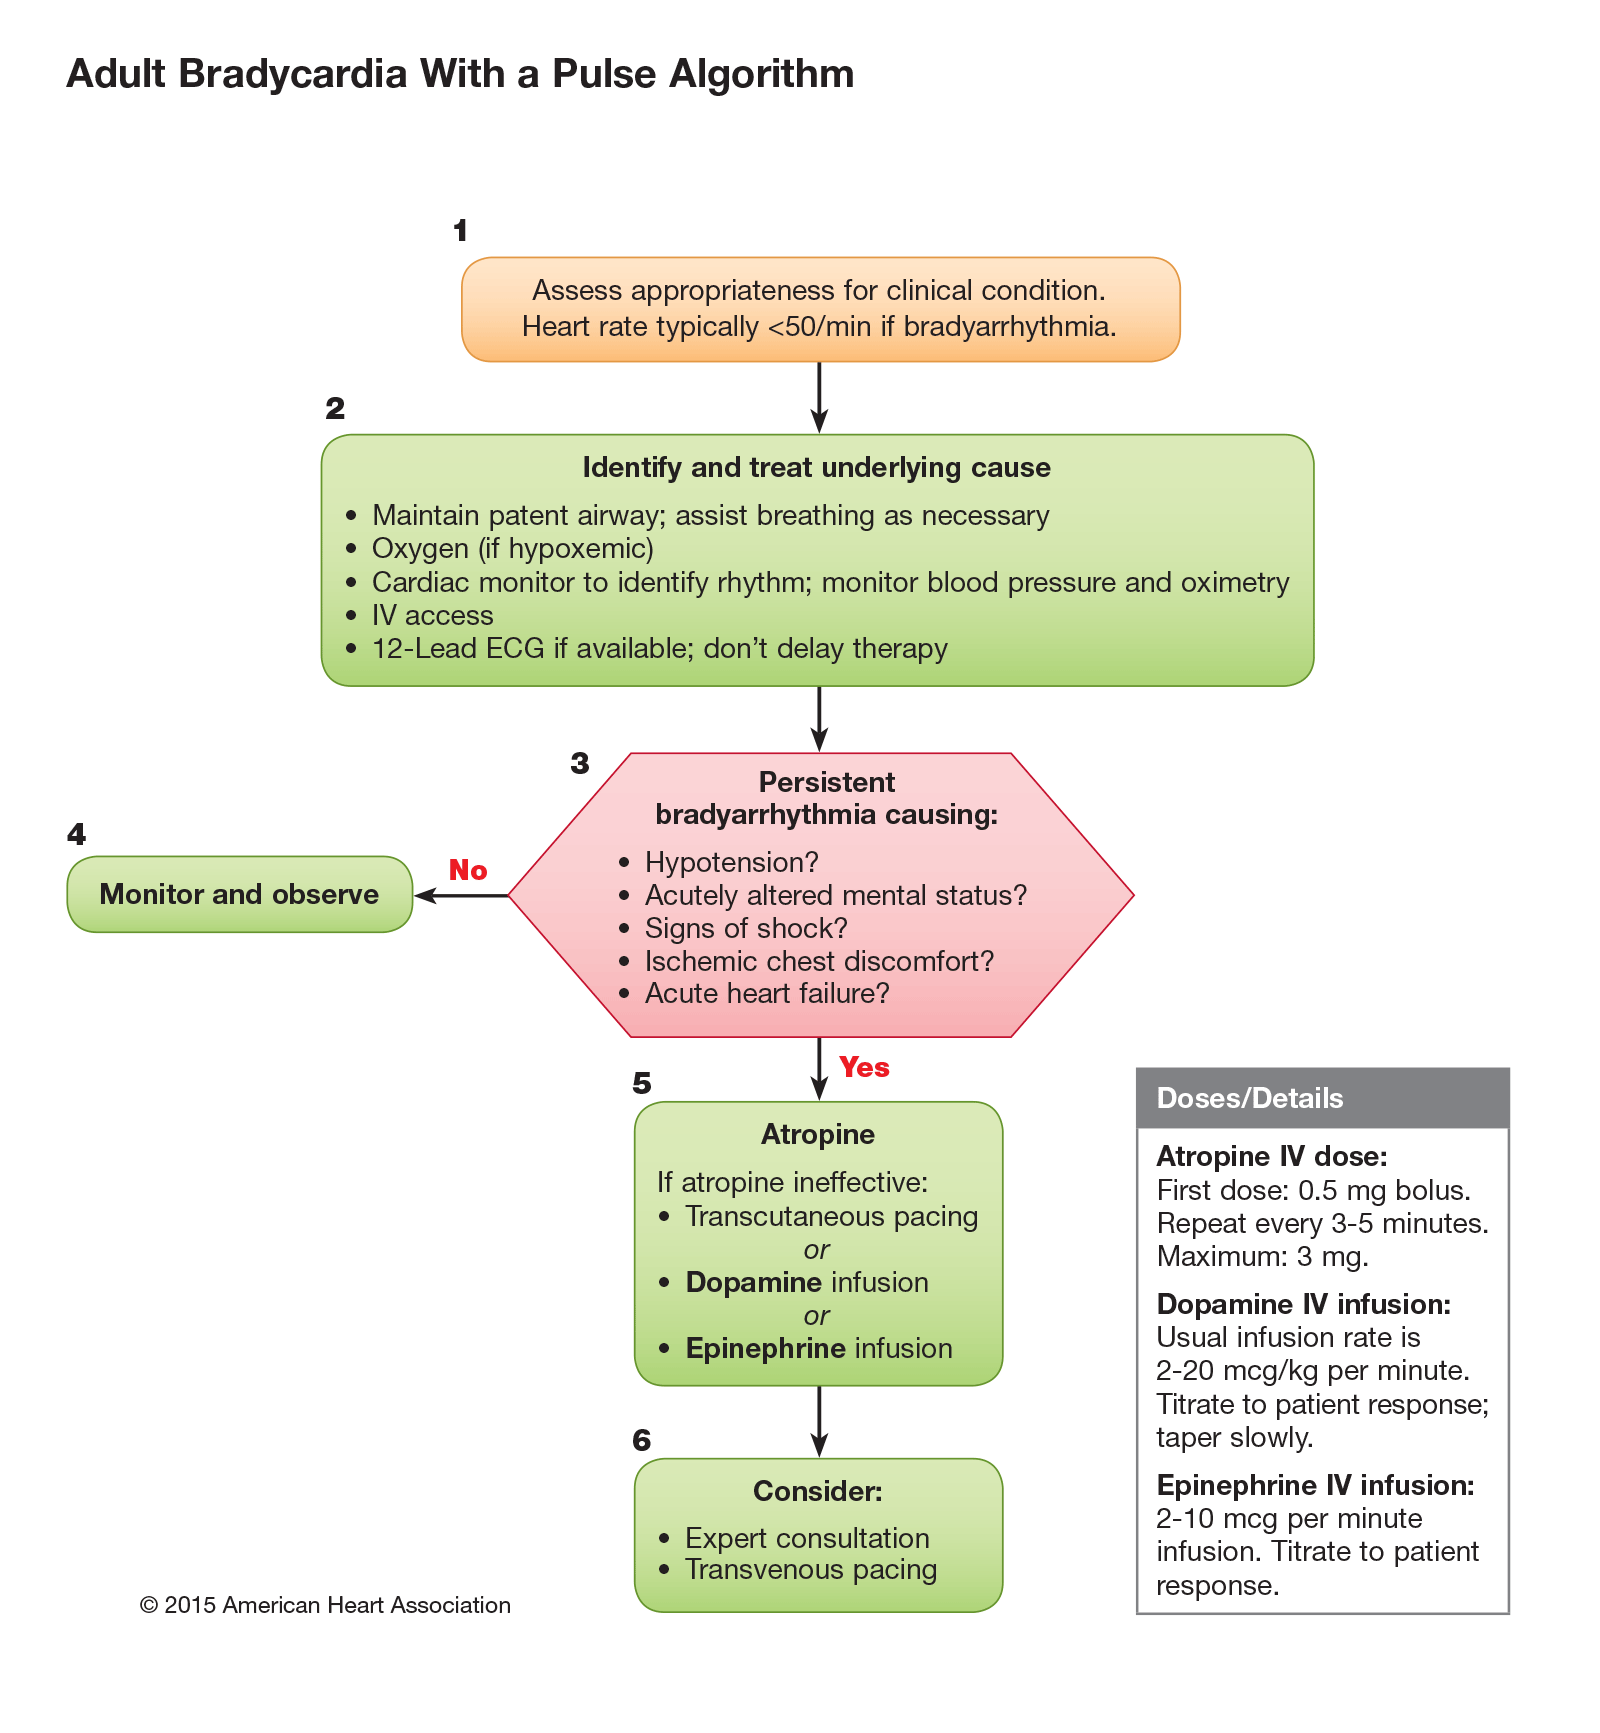 Adult Bradycardia With a Pulse Algorithm
1
Assess appropriateness for clinical condition.
Heart rate typically <50/min if bradyarrhythmia.
2
Identify and treat underlying cause
• Maintain patent airway; assist breathing as necessary
• Oxygen (if hypoxemic)
• Cardiac monitor to identify rhythm; monitor blood pressure and oximetry
• IV access
• 12-Lead ECG if available; don’t delay therapy
3
Persistent
bradyarrhythmia causing:
• Hypotension?
• Acutely altered mental status?
• Signs of shock?
• Ischemic chest discomfort?
• Acute heart failure?
No
4
Monitor and observe
Yes
5
Atropine
If atropine ineffective:
• Transcutaneous pacing
or
• Dopamine infusion
or
• Epinephrine infusion
6
Consider:
• Expert consultation
• Transvenous pacing
Doses/Details
Atropine IV dose:
First dose: 0.5 mg bolus.
Repeat every 3-5 minutes.
Maximum: 3 mg.
Dopamine IV infusion:
Usual infusion rate is
2-20 mcg/kg per minute.
Titrate to patient response;
taper slowly.
Epinephrine IV infusion:
2-10 mcg per minute
infusion. Titrate to patient
response.
© 2015 American Heart Association